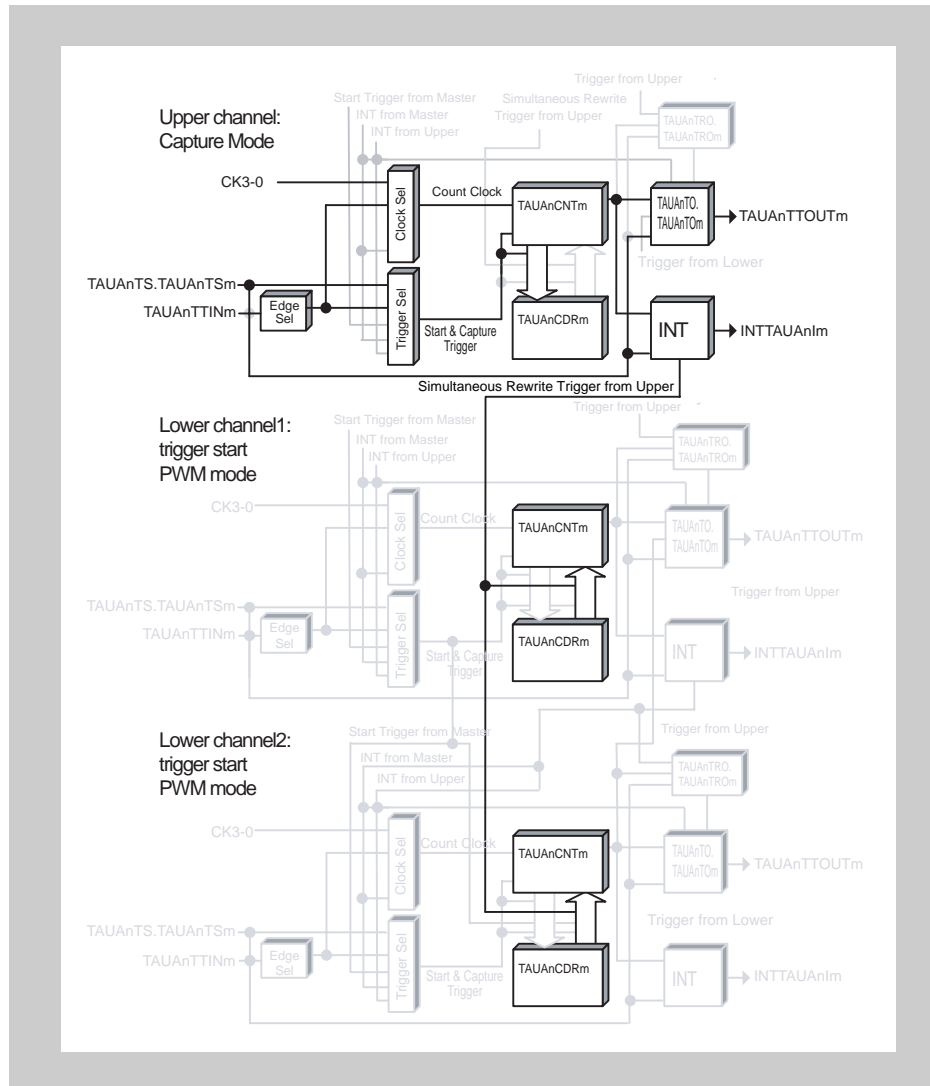 Trigger from Upper
Start Trigger from Master
Simultaneous Rewrite
INT from Master
Trigger from Upper
Upper channel:
Capture Mode
INT from Upper
TAUAnTRO.
TAUAnTROm
CK3-0
Clock Sel
Count Clock
TAUAnCNTm
TAUAnTO.
TAUAnTOm
TAUAnTTOUTm
Trigger from Lower
TAUAnTS.TAUAnTSm
TAUAnTTINm
Edge
Sel
Trigger Sel
Start & Capture
Trigger
TAUAnCDRm
INT
INTTAUAnIm
Simultaneous Rewrite Trigger from Upper
Trigger from Upper
Lower channel1:
trigger start
PWM mode
Start Trigger from Master
INT from Master
INT from Upper
TAUAnTRO.
TAUAnTROm
CK3-0
Clock Sel
Count Clock
TAUAnCNTm
TAUAnTO.
TAUAnTOm
TAUAnTTOUTm
Trigger from Upper
TAUAnTS.TAUAnTSm
TAUAnTTINm
Edge
Sel
Trigger Sel
Start & Capture
Trigger
TAUAnCDRm
INT
INTTAUAnIm
Lower channel2:
trigger start
PWM mode
Start Trigger from Master
INT from Master
INT from Upper
Trigger from Upper
TAUAnTRO.
TAUAnTROm
CK3-0
Clock Sel
Count Clock
TAUAnCNTm
TAUAnTO.
TAUAnTOm
TAUAnTTOUTm
Trigger from Lower
TAUAnTS.TAUAnTSm
TAUAnTTINm
Edge
Sel
Trigger Sel
Start & Capture
Trigger
TAUAnCDRm
INT
INTTAUAnIm